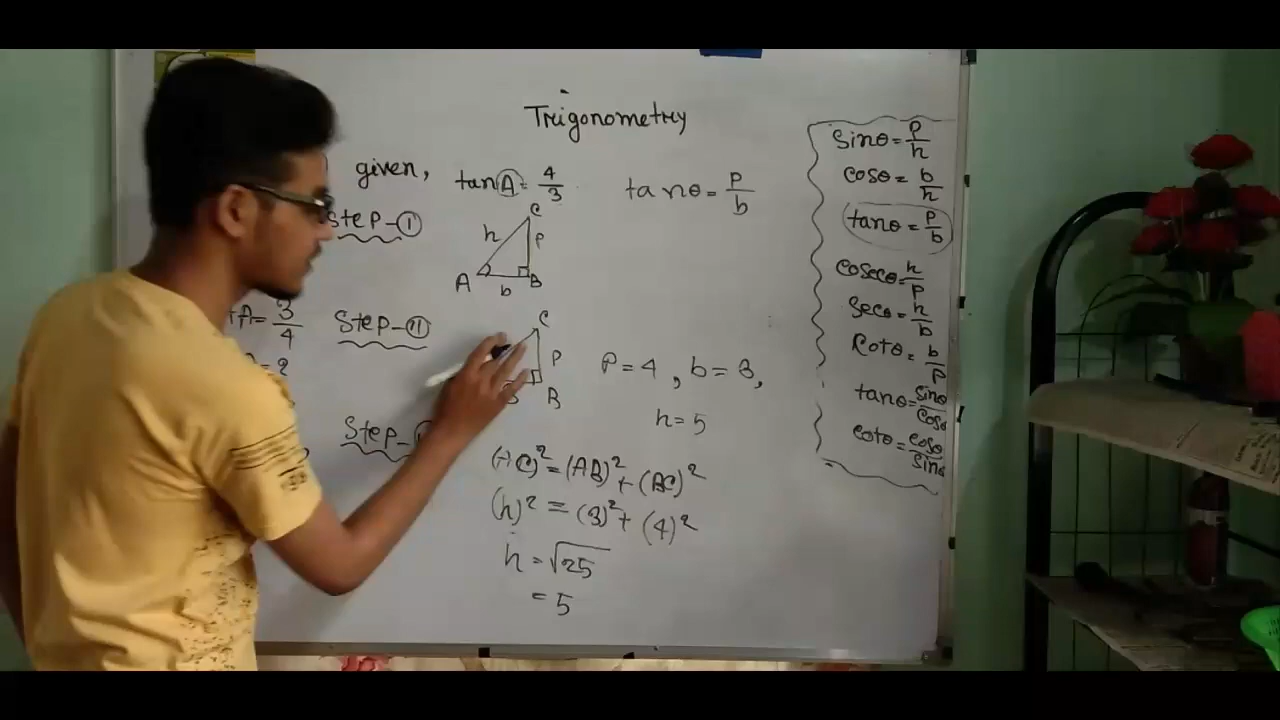 Trigonometry
given, tanA = 4/3 tanθ = P/b
Step-I
C
h P
A b B
tA = 3/4
Step-II
C
P
B
P = 4, b = 3,
h = 5
Step-
(AC)² = (AB)² + (BC)²
(h)² = (3)² + (4)²
h = √25
= 5
sinθ = P/h
cosθ = b/h
tanθ = P/b
cosecθ = h/P
secθ = h/b
cotθ = b/P
tanθ = sinθ/cosθ
cotθ = cosθ/sinθ